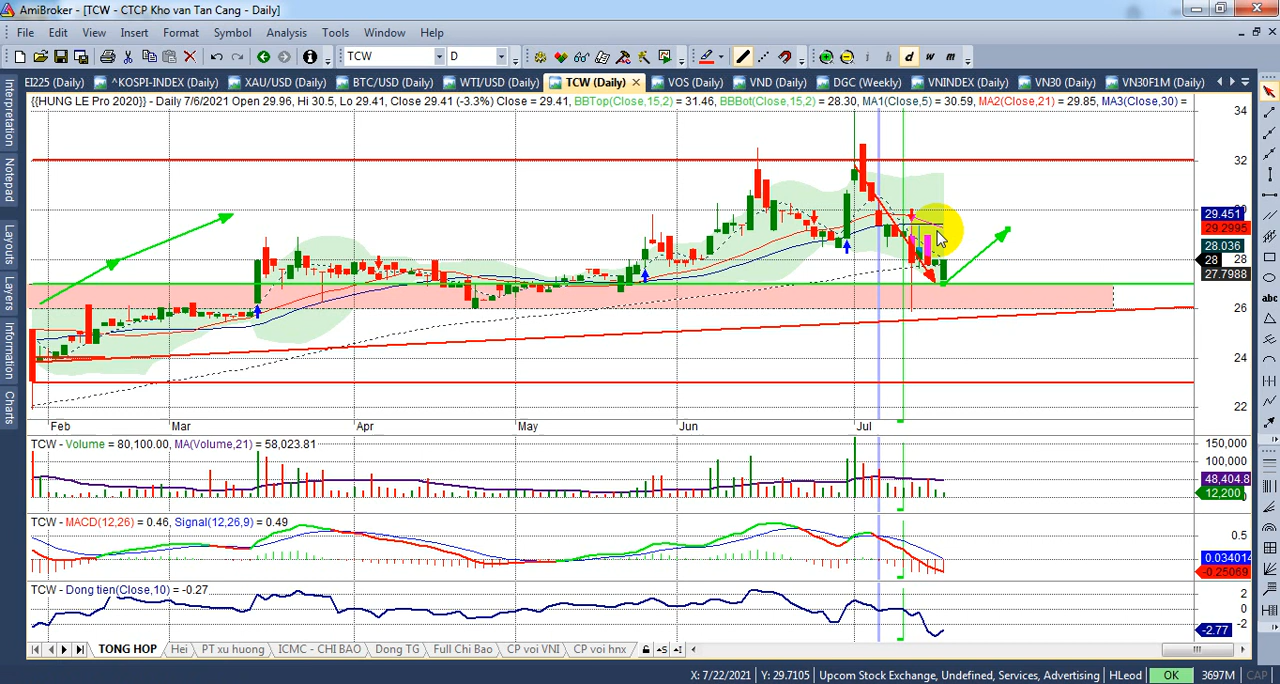 AmiBroker - [TCW - CTCP Kho van Tan Cang - Daily]
File Edit View Insert Format Symbol Analysis Tools Window Help
TCW D i h d w m
EI225 (Daily) ^KOSPI-INDEX (Daily) XAU/USD (Daily) BTC/USD (Daily) WTI/USD (Daily) TCW (Daily) VOS (Daily) VND (Daily) DGC (Weekly) VNINDEX (Daily) VN30 (Daily) VN30F1M (Daily)
{{HUNG LE Pro 2020}} - Daily 7/6/2021 Open 29.96, Hi 30.5, Lo 29.41, Close 29.41 (-3.3%) Close = 29.41, BBTop(Close,15,2) = 31.46, BBBot(Close,15,2) = 28.30, MA1(Close,5) = 30.59, MA2(Close,21) = 29.85, MA3(Close,30) =
Interpretation
Notepad
Layouts
Layers
Information
Charts
abc
34
32
30
29.451
29.2995
28.036
28
28
27.7988
26
24
22
Feb Mar Apr May Jun Jul
TCW - Volume = 80,100.00, MA(Volume,21) = 58,023.81
150,000
100,000
48,404.8
12,200
TCW - MACD(12,26) = 0.46, Signal(12,26,9) = 0.49
0.5
0.034014
-0.25069
TCW - Dong tien(Close,10) = -0.27
2
0
-2
-2.77
TONG HOP Hei PT xu huong ICMC - CHI BAO Dong TG Full Chi Bao CP voi VNI CP voi hnx
X: 7/22/2021 Y: 29.7105 Upcom Stock Exchange, Undefined, Services, Advertising HLeod OK 3697M CAP